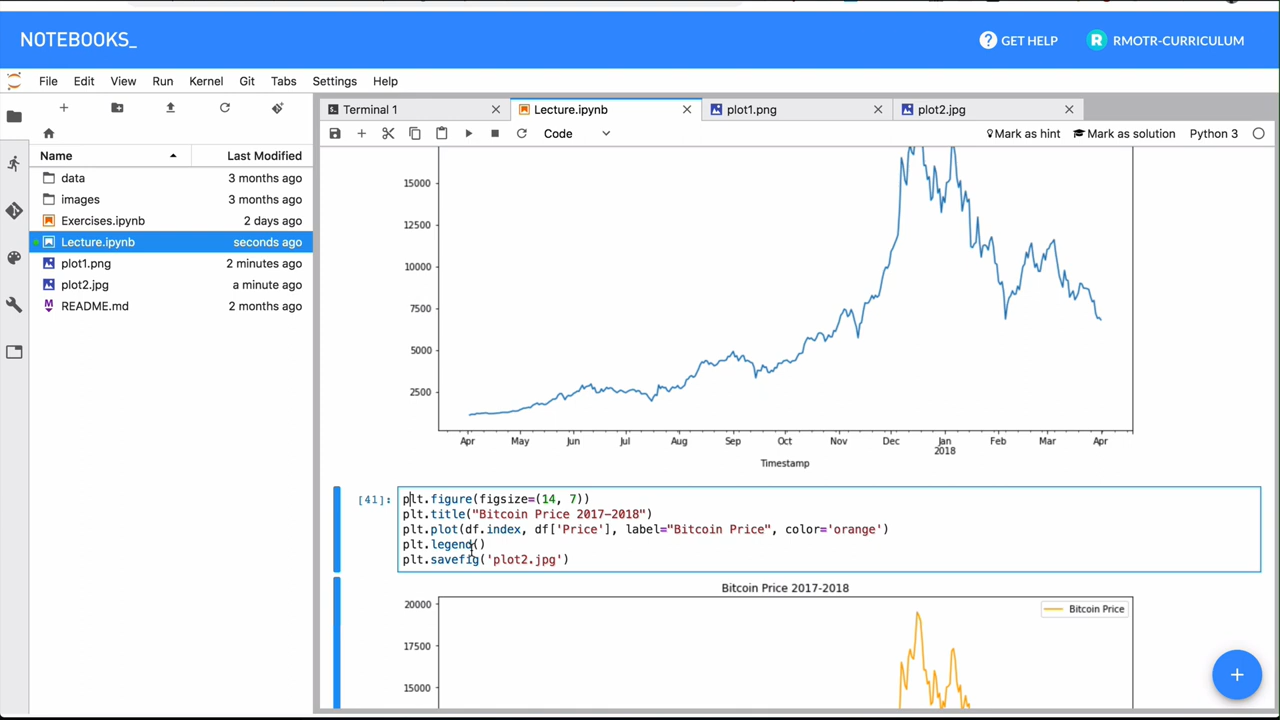 NOTEBOOKS_
GET HELP
R RMOTR-CURRICULUM
File Edit View Run Kernel Git Tabs Settings Help
Terminal 1
Lecture.ipynb
plot1.png
plot2.jpg
Code
Mark as hint
Mark as solution
Python 3
Name Last Modified
data 3 months ago
images 3 months ago
Exercises.ipynb 2 days ago
Lecture.ipynb seconds ago
plot1.png 2 minutes ago
plot2.jpg a minute ago
README.md 2 months ago
15000
12500
10000
7500
5000
2500
Apr May Jun Jul Aug Sep Oct Nov Dec Jan Feb Mar Apr
2018
Timestamp
[41]: plt.figure(figsize=(14, 7))
plt.title("Bitcoin Price 2017-2018")
plt.plot(df.index, df['Price'], label="Bitcoin Price", color='orange')
plt.legend()
plt.savefig('plot2.jpg')
Bitcoin Price 2017-2018
20000
Bitcoin Price
17500
15000